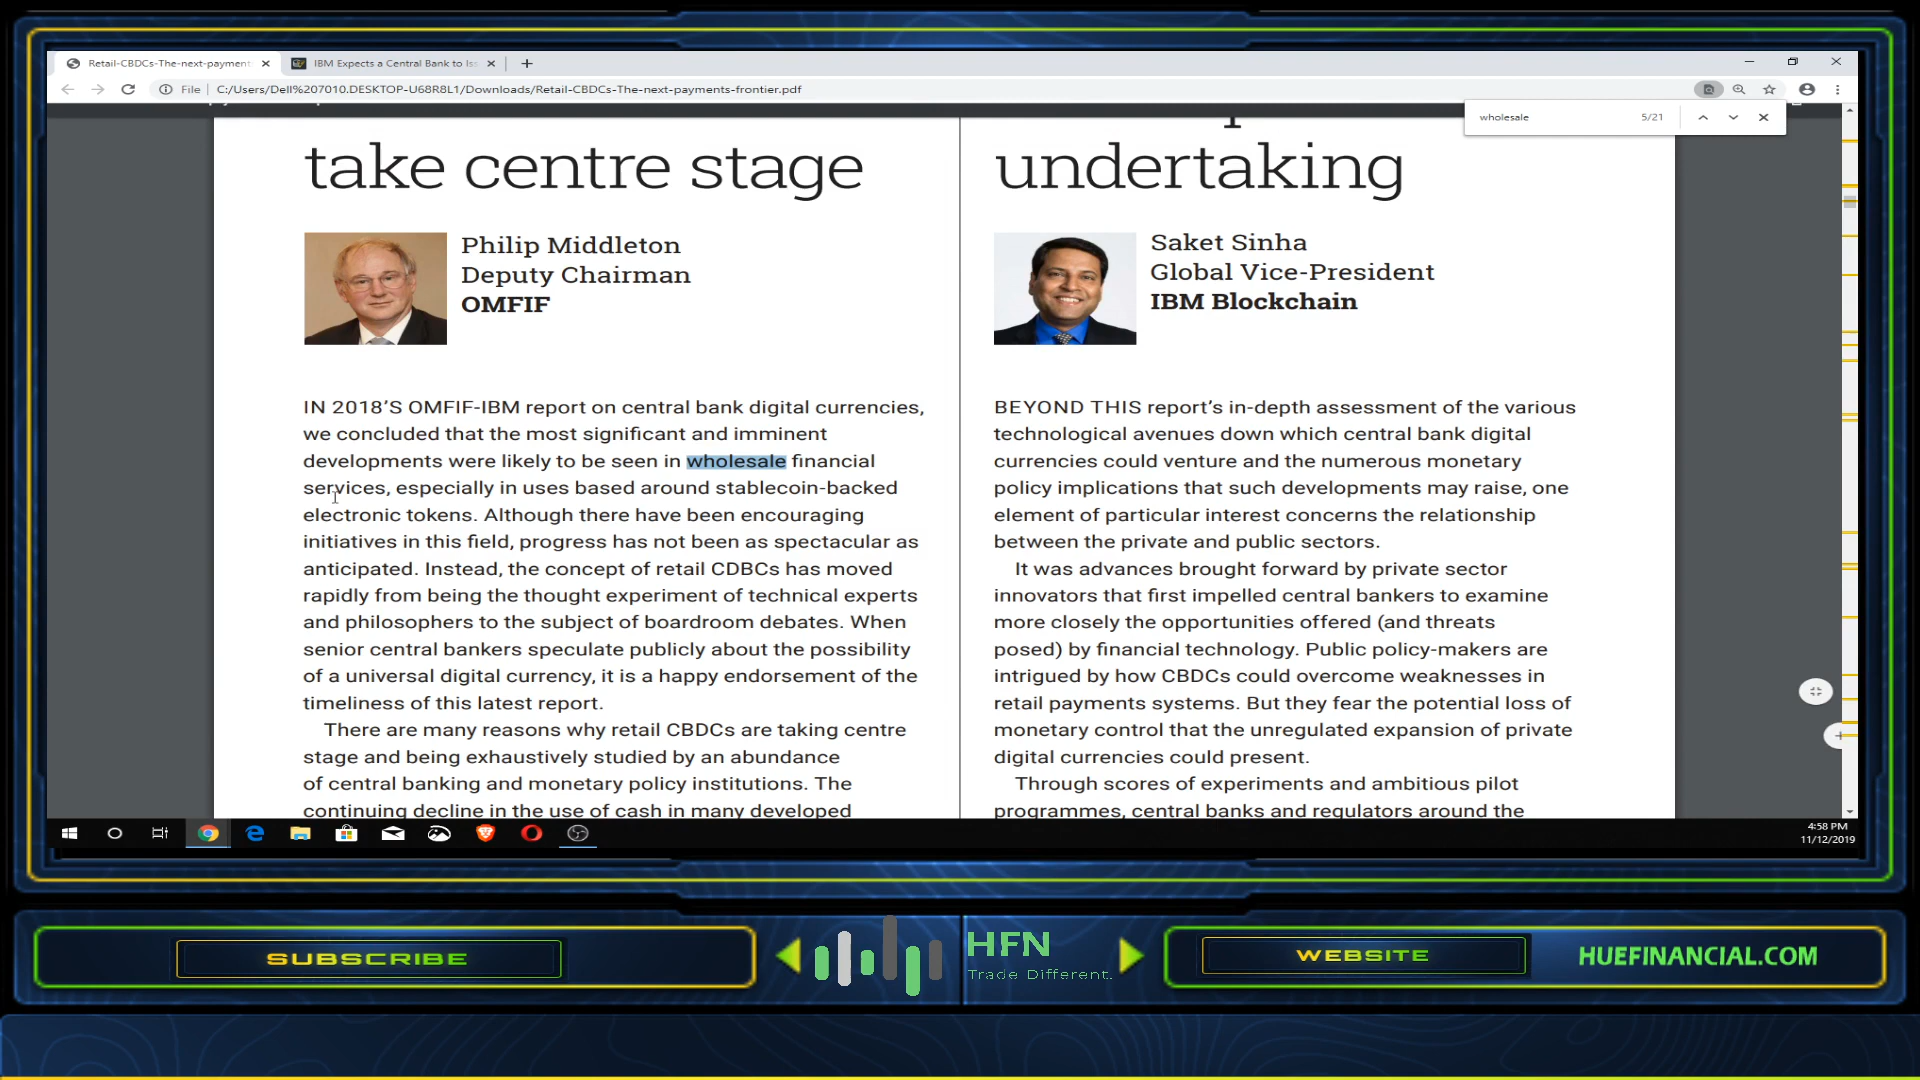 Retail-CBDCs-The-next-payment
IBM Expects a Central Bank to Iss
File
C:/Users/Dell%207010.DESKTOP-U68R8L1/Downloads/Retail-CBDCs-The-next-payments-frontier.pdf
wholesale
5/21
take centre stage
Philip Middleton
Deputy Chairman
OMFIF
IN 2018’S OMFIF-IBM report on central bank digital currencies,
we concluded that the most significant and imminent
developments were likely to be seen in wholesale financial
services, especially in uses based around stablecoin-backed
electronic tokens. Although there have been encouraging
initiatives in this field, progress has not been as spectacular as
anticipated. Instead, the concept of retail CDBCs has moved
rapidly from being the thought experiment of technical experts
and philosophers to the subject of boardroom debates. When
senior central bankers speculate publicly about the possibility
of a universal digital currency, it is a happy endorsement of the
timeliness of this latest report.
There are many reasons why retail CBDCs are taking centre
stage and being exhaustively studied by an abundance
of central banking and monetary policy institutions. The
continuing decline in the use of cash in many developed
undertaking
Saket Sinha
Global Vice-President
IBM Blockchain
BEYOND THIS report’s in-depth assessment of the various
technological avenues down which central bank digital
currencies could venture and the numerous monetary
policy implications that such developments may raise, one
element of particular interest concerns the relationship
between the private and public sectors.
It was advances brought forward by private sector
innovators that first impelled central bankers to examine
more closely the opportunities offered (and threats
posed) by financial technology. Public policy-makers are
intrigued by how CBDCs could overcome weaknesses in
retail payments systems. But they fear the potential loss of
monetary control that the unregulated expansion of private
digital currencies could present.
Through scores of experiments and ambitious pilot
programmes, central banks and regulators around the
4:58 PM
11/12/2019
SUBSCRIBE
HFN
Trade Different.
WEBSITE
HUEFINANCIAL.COM